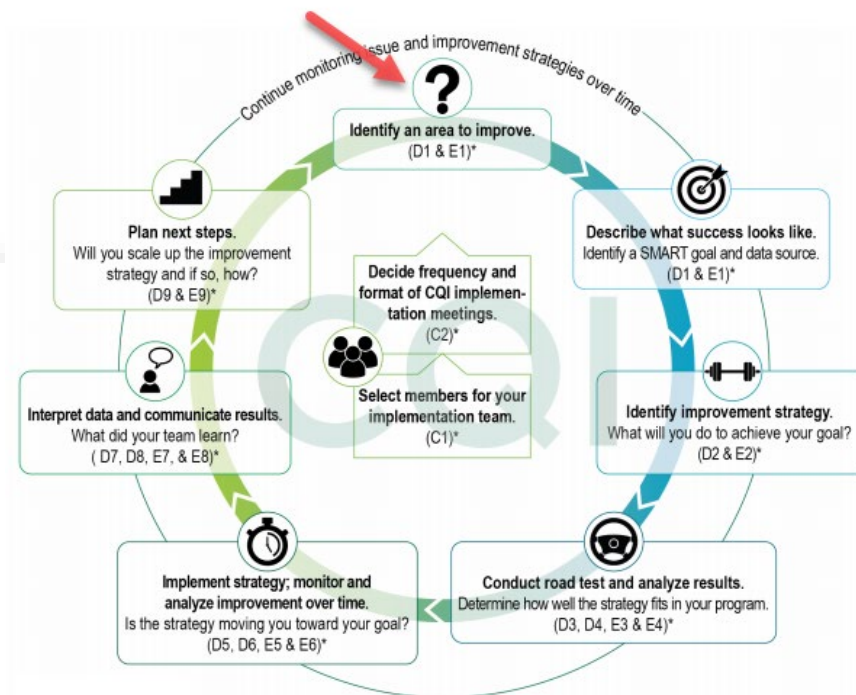 Continue monitoring issue and improvement strategies over time
?
Identify an area to improve.
(D1 & E1)*
Describe what success looks like.
Identify a SMART goal and data source.
(D1 & E1)*
Identify improvement strategy.
What will you do to achieve your goal?
(D2 & E2)*
Conduct road test and analyze results.
Determine how well the strategy fits in your program.
(D3, D4, E3 & E4)*
Implement strategy; monitor and
analyze improvement over time.
Is the strategy moving you toward your goal?
(D5, D6, E5 & E6)*
Interpret data and communicate results.
What did your team learn?
( D7, D8, E7, & E8)*
Plan next steps.
Will you scale up the improvement
strategy and if so, how?
(D9 & E9)*
Decide frequency and
format of CQI implemen-
tation meetings.
(C2)*
Select members for your
implementation team.
(C1)*
CQI